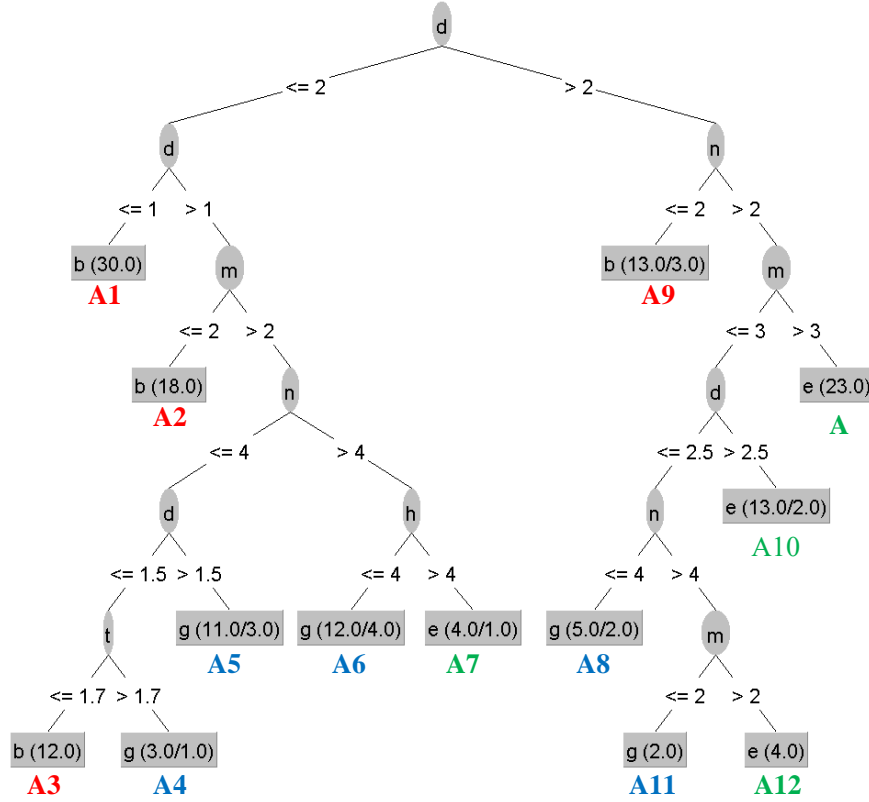 d
<= 2 > 2
d n
<= 1 > 1 <= 2 > 2
b (30.0) m b (13.0/3.0) m
A1 A9
<= 2 > 2 <= 3 > 3
b (18.0) n d e (23.0)
A2 A
<= 4 > 4 <= 2.5 > 2.5
d h n e (13.0/2.0)
A10
<= 1.5 > 1.5 <= 4 > 4 <= 4 > 4
t g (11.0/3.0) g (12.0/4.0) e (4.0/1.0) g (5.0/2.0) m
A5 A6 A7 A8
<= 1.7 > 1.7 <= 2 > 2
b (12.0) g (3.0/1.0) g (2.0) e (4.0)
A3 A4 A11 A12